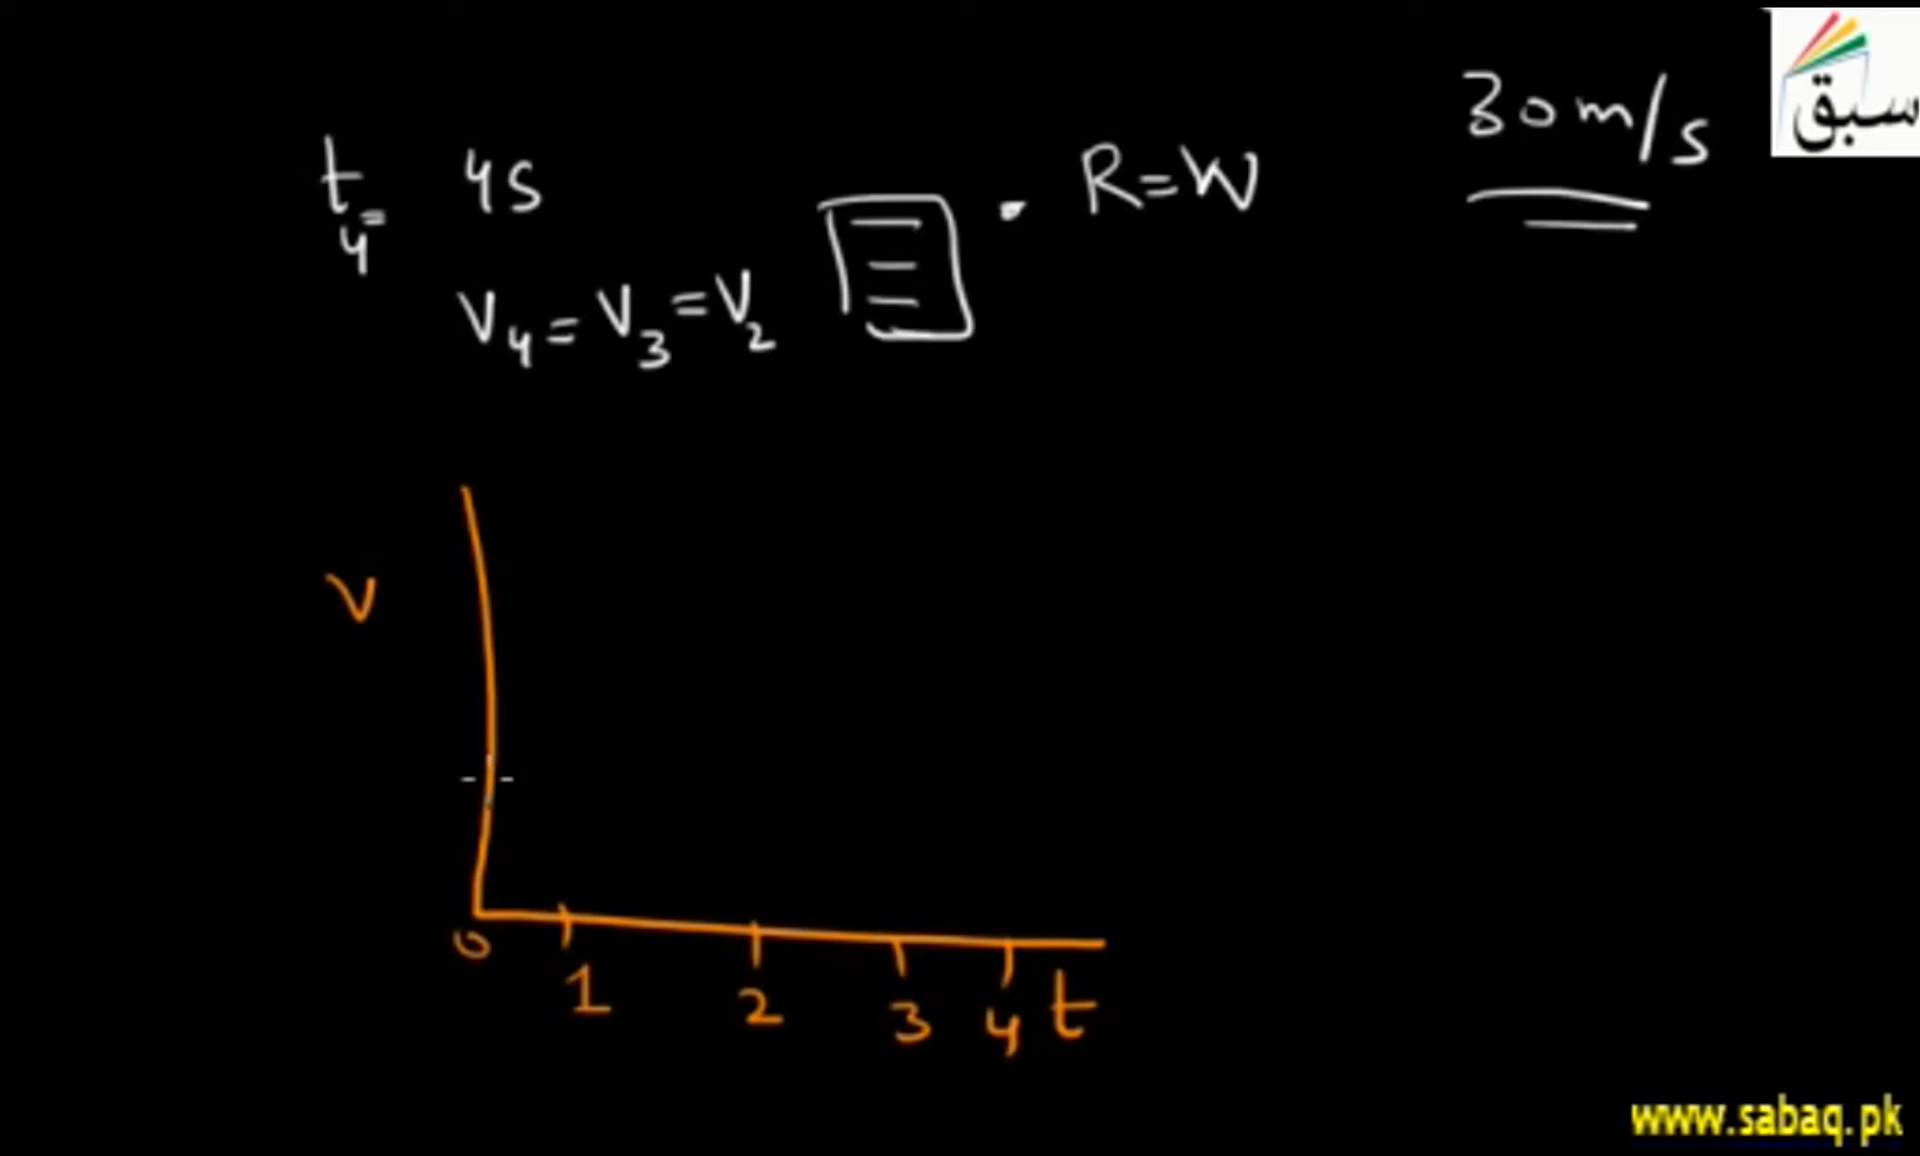 30 m/s
سبق
t₄ = 4s
R = W
V₄ = V₃ = V₂
V
0 1 2 3 4 t
www.sabaq.pk